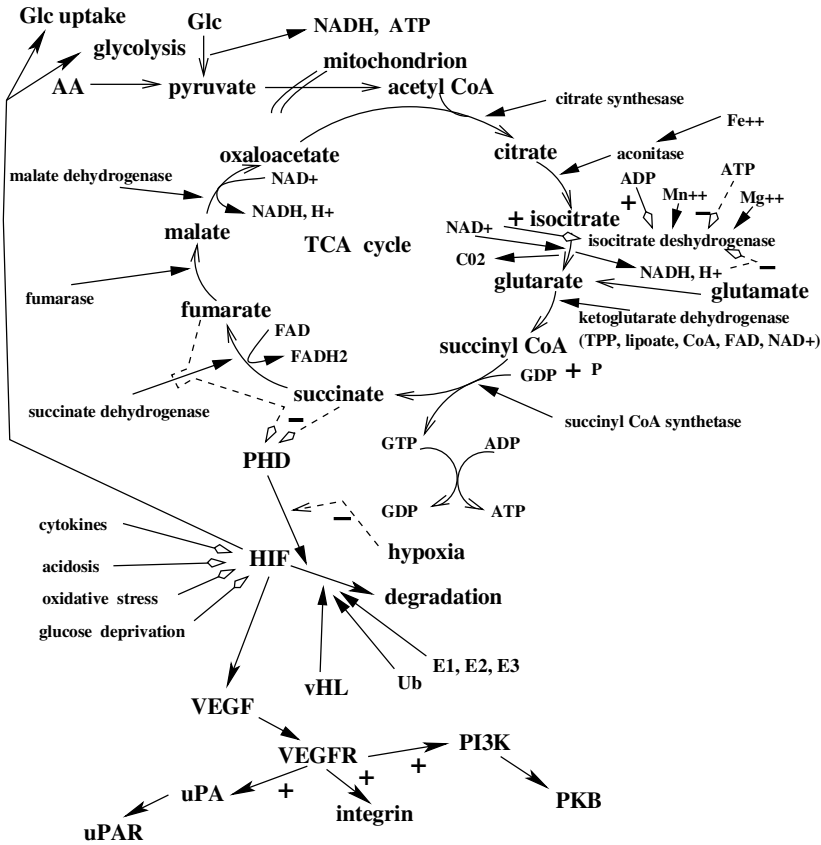 Glc uptake
Glc
NADH, ATP
glycolysis
mitochondrion
AA
pyruvate
acetyl CoA
citrate synthesase
Fe++
oxaloacetate
citrate
aconitase
malate dehydrogenase
NAD+
ADP
ATP
Mn++
Mg++
NADH, H+
+
–
malate
TCA cycle
NAD+
+ isocitrate
isocitrate deshydrogenase
C02
NADH, H+
–
glutarate
glutamate
fumarase
fumarate
ketoglutarate dehydrogenase
(TPP, lipoate, CoA, FAD, NAD+)
FAD
FADH2
succinyl CoA
GDP + P
succinate
succinate dehydrogenase
–
succinyl CoA synthetase
GTP
ADP
PHD
GDP
ATP
cytokines
–
hypoxia
HIF
acidosis
oxidative stress
degradation
glucose deprivation
E1, E2, E3
vHL
Ub
VEGF
VEGFR
PI3K
+
+
+
uPA
integrin
PKB
uPAR